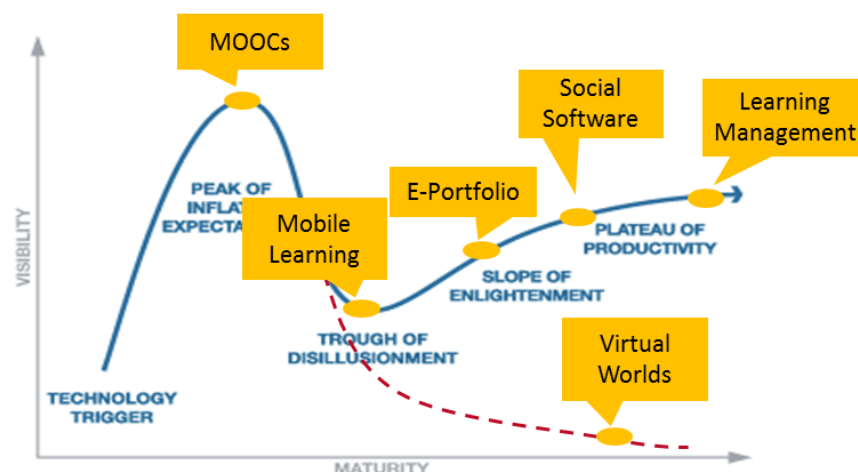 MOOCs
Social
Software
Learning
Management
E-Portfolio
PEAK OF
Mobile
Learning
PLATEAU OF
PRODUCTIVITY
SLOPE OF
ENLIGHTENMENT
TROUGH OF
DISILLUSIONMENT
Virtual
Worlds
TECHNOLOGY
TRIGGER
VISIBILITY
MATURITY